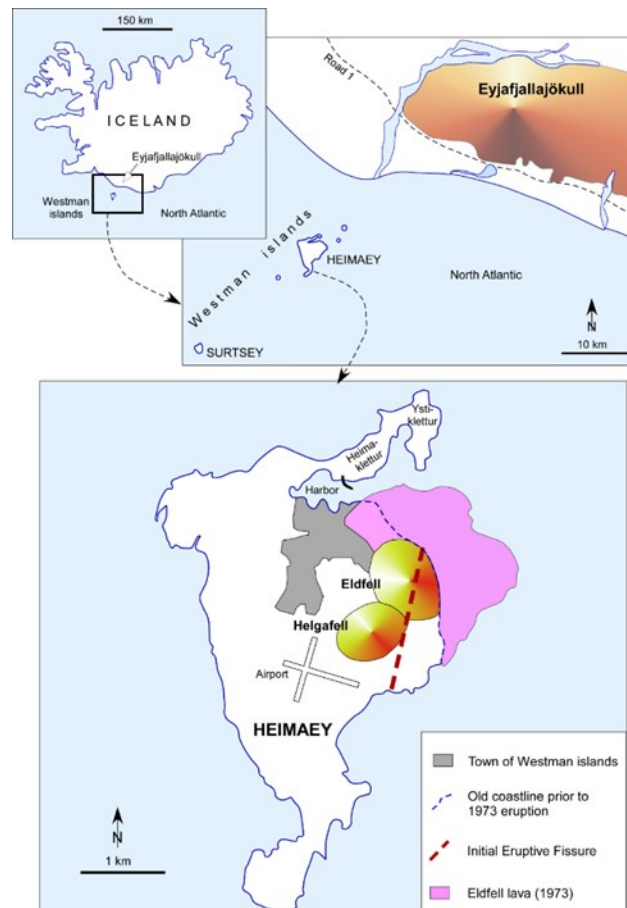 150 km
ICELAND
Eyjafjallajökull
Westman
islands
North Atlantic
Road 1
Eyjafjallajökull
Westman islands
HEIMAEY
North Atlantic
SURTSEY
N
10 km
Ysti-
klettur
Heima-
klettur
Harbor
Eldfell
Helgafell
Airport
HEIMAEY
N
1 km
Town of Westman islands
Old coastline prior to
1973 eruption
Initial Eruptive Fissure
Eldfell lava (1973)